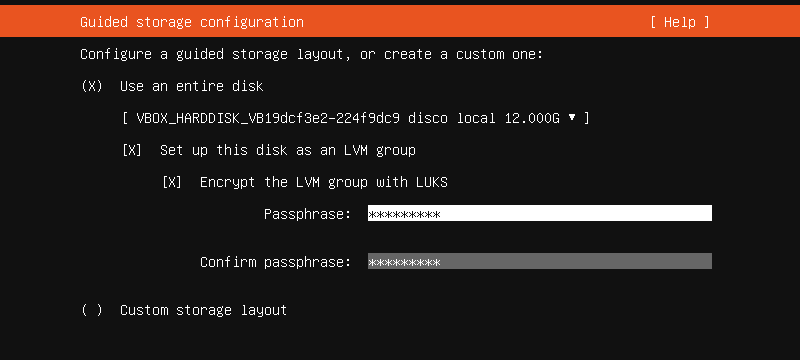 Guided storage configuration [ Help ]
Configure a guided storage layout, or create a custom one:
(X) Use an entire disk
[ VBOX_HARDDISK_VB19dcf3e2-224f9dc9 disco local 12.000G ▾ ]
[X] Set up this disk as an LVM group
[X] Encrypt the LVM group with LUKS
Passphrase: *********
Confirm passphrase: *********
( ) Custom storage layout